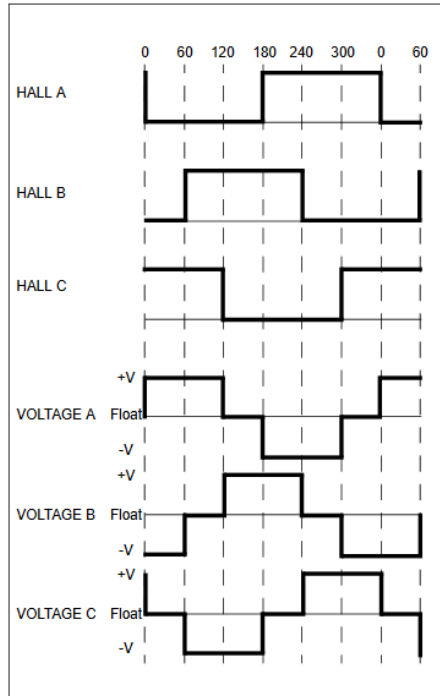 0 60 120 180 240 300 0 60
HALL A
HALL B
HALL C
+V
VOLTAGE A Float
-V
+V
VOLTAGE B Float
-V
+V
VOLTAGE C Float
-V